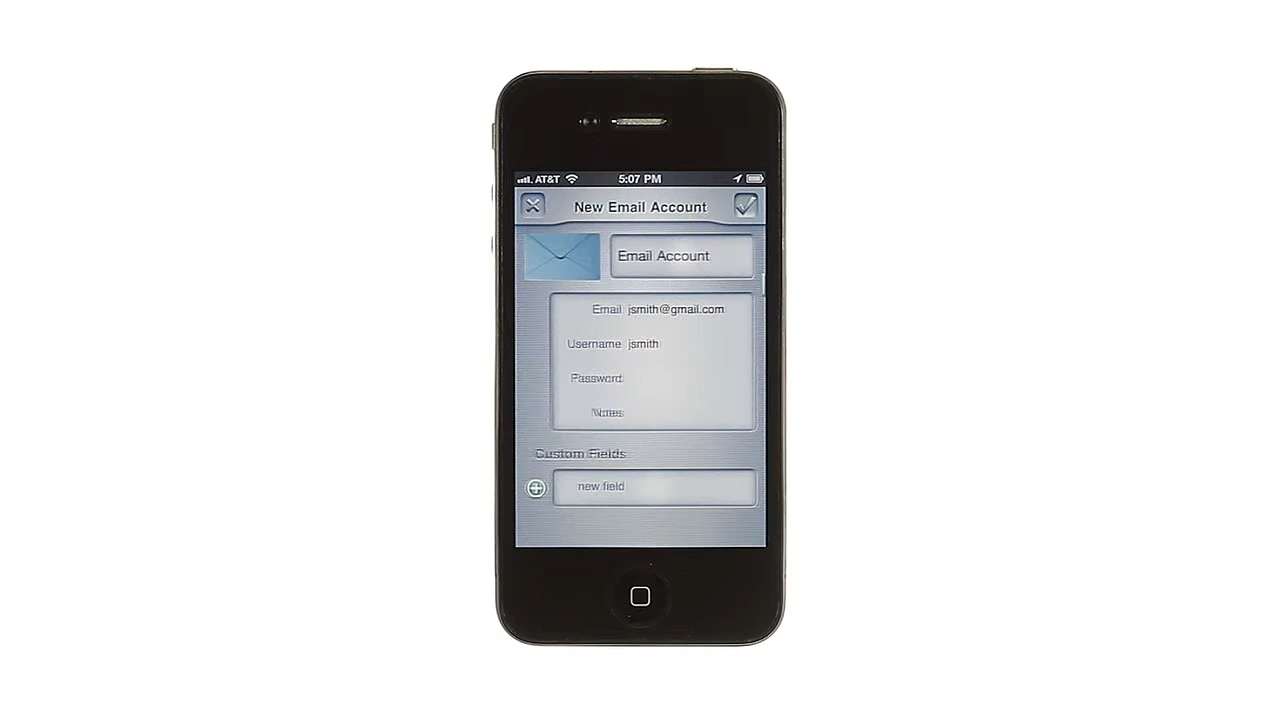 AT&T 5:07 PM
New Email Account
Email Account
Email jsmith@gmail.com
Username jsmith
Password
Notes
Custom Fields
new field